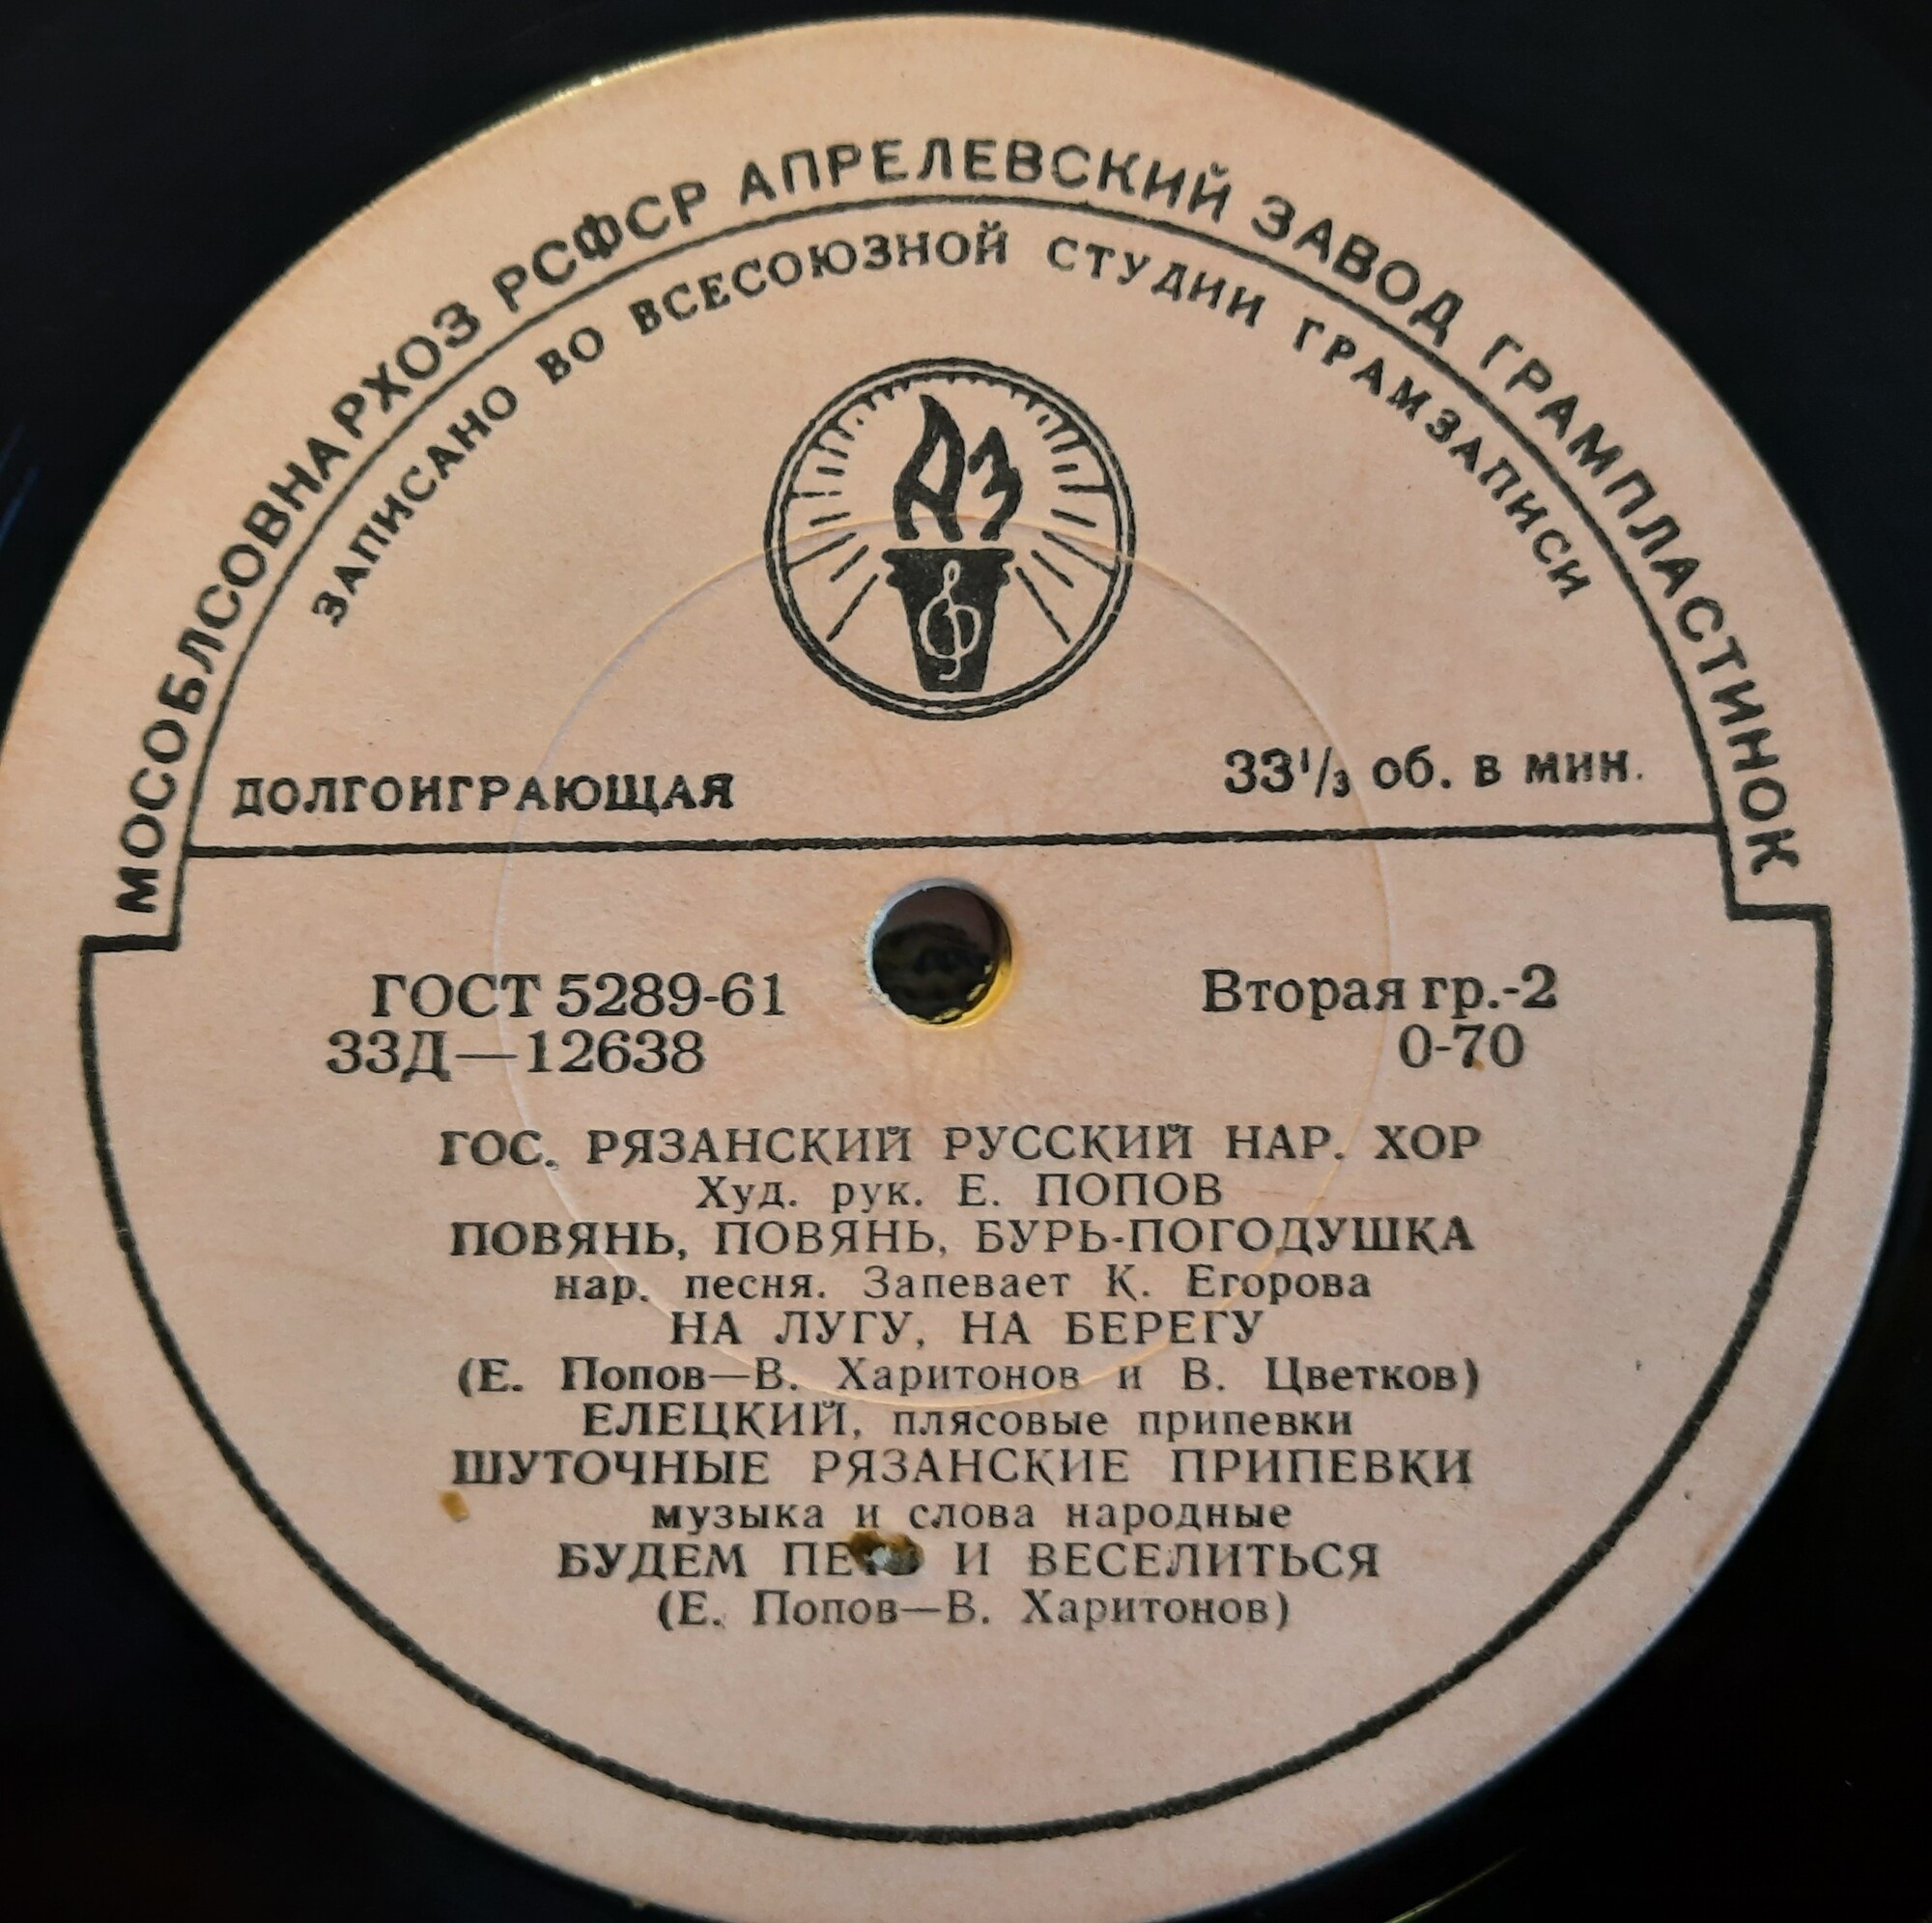 МОСОБЛСОВНАРХОЗ РСФСР АПРЕЛЕВСКИЙ ЗАВОД ГРАМПЛАСТИНОК
ЗАПИСАНО ВО ВСЕСОЮЗНОЙ СТУДИИ ГРАМЗАПИСИ
АЗ
ДОЛГОИГРАЮЩАЯ 33⅓ об. в мин.
ГОСТ 5289-61 Вторая гр.-2
33Д—12638 0-70
ГОС. РЯЗАНСКИЙ РУССКИЙ НАР. ХОР
Худ. рук. Е. ПОПОВ
ПОВЯНЬ, ПОВЯНЬ, БУРЬ-ПОГОДУШКА
нар. песня. Запевает К. Егорова
НА ЛУГУ, НА БЕРЕГУ
(Е. Попов—В. Харитонов и В. Цветков)
ЕЛЕЦКИЙ, плясовые припевки
ШУТОЧНЫЕ РЯЗАНСКИЕ ПРИПЕВКИ
музыка и слова народные
БУДЕМ ПЕТЬ И ВЕСЕЛИТЬСЯ
(Е. Попов—В. Харитонов)